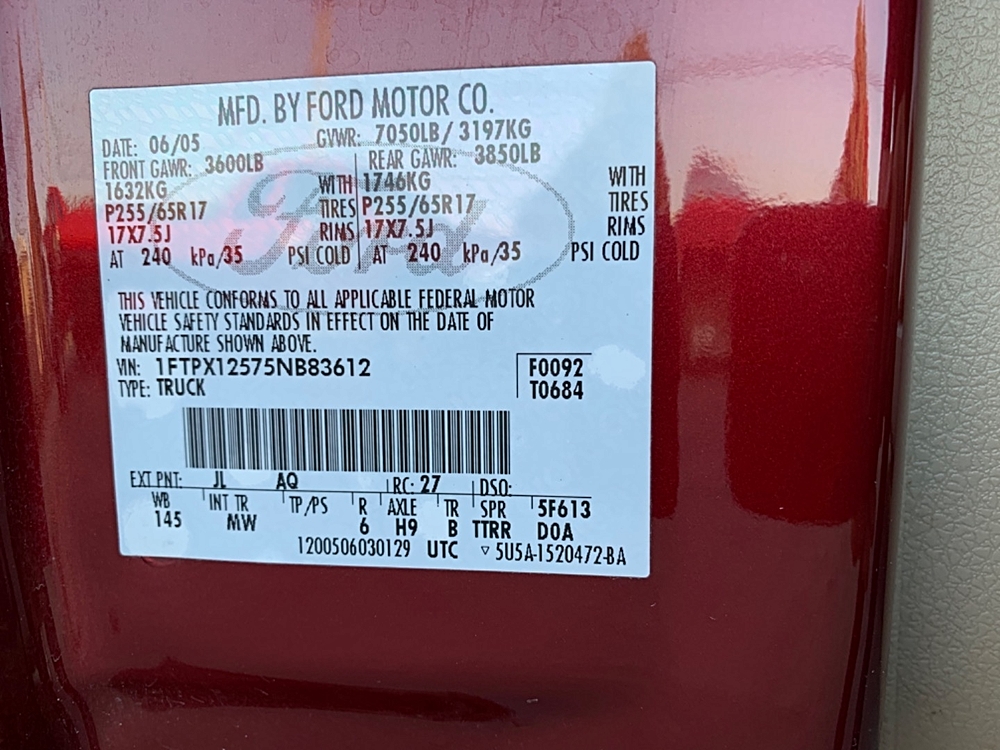 MFD. BY FORD MOTOR CO.
DATE: 06/05 GVWR: 7050LB/ 3197KG
FRONT GAWR: 3600LB REAR GAWR: 3850LB
1632KG WITH 1746KG WITH
P255/65R17 TIRES P255/65R17 TIRES
17X7.5J RIMS 17X7.5J RIMS
AT 240 kPa/35 PSI COLD AT 240 kPa/35 PSI COLD
Ford
THIS VEHICLE CONFORMS TO ALL APPLICABLE FEDERAL MOTOR
VEHICLE SAFETY STANDARDS IN EFFECT ON THE DATE OF
MANUFACTURE SHOWN ABOVE.
VIN: 1FTPX12575NB83612 F0092
TYPE: TRUCK T0684
EXT PNT: JL AQ RC: 27 DSO:
WB INT TR TP/PS R AXLE TR SPR 5F613
145 MW 6 H9 B TTRR DOA
1200506030129 UTC ▽ 5U5A-1520472-BA